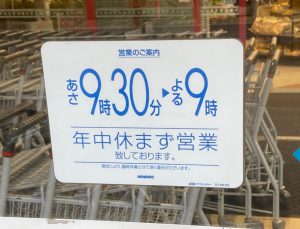 営業のご案内
あさ9時30分▶よる9時
年中休まず営業
致しております。